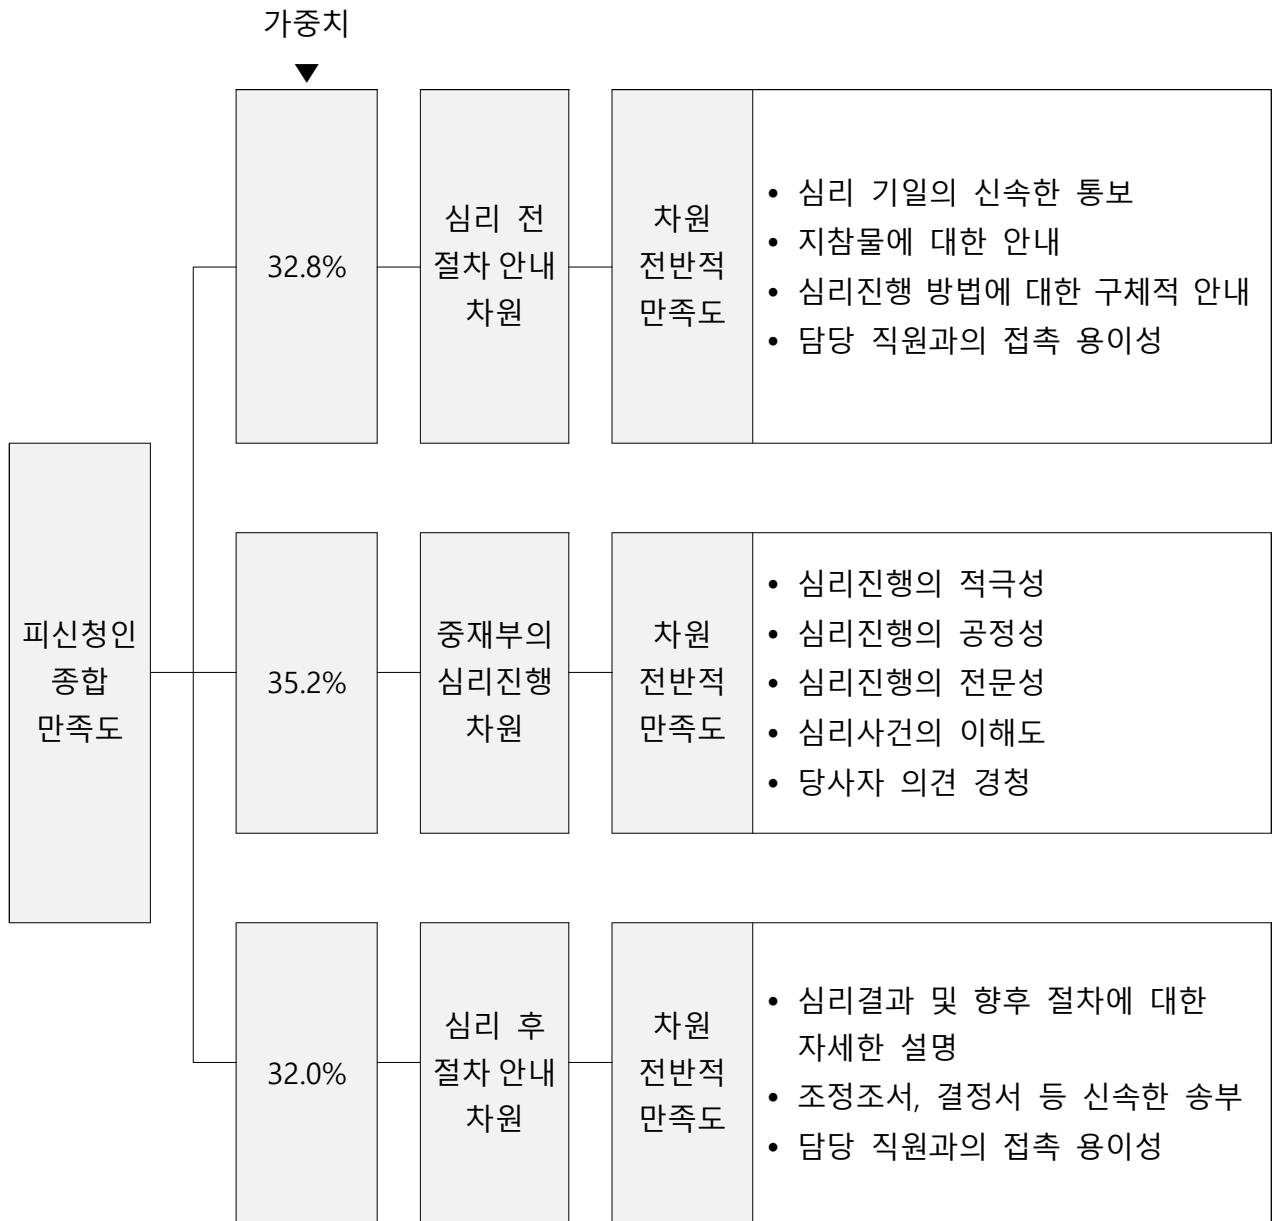 가중치
▼
피신청인
종합
만족도
32.8%
심리 전
절차 안내
차원
차원
전반적
만족도
• 심리 기일의 신속한 통보
• 지참물에 대한 안내
• 심리진행 방법에 대한 구체적 안내
• 담당 직원과의 접촉 용이성
35.2%
중재부의
심리진행
차원
차원
전반적
만족도
• 심리진행의 적극성
• 심리진행의 공정성
• 심리진행의 전문성
• 심리사건의 이해도
• 당사자 의견 경청
32.0%
심리 후
절차 안내
차원
차원
전반적
만족도
• 심리결과 및 향후 절차에 대한
자세한 설명
• 조정조서, 결정서 등 신속한 송부
• 담당 직원과의 접촉 용이성